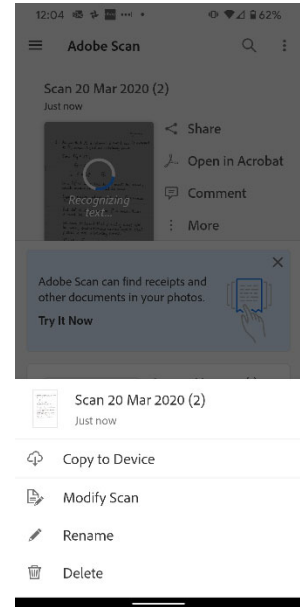 12:04
62%
Adobe Scan
Scan 20 Mar 2020 (2)
Just now
Share
Recognizing
text...
Open in Acrobat
Comment
More
Adobe Scan can find receipts and
other documents in your photos.
Try It Now
Scan 20 Mar 2020 (2)
Just now
Copy to Device
Modify Scan
Rename
Delete